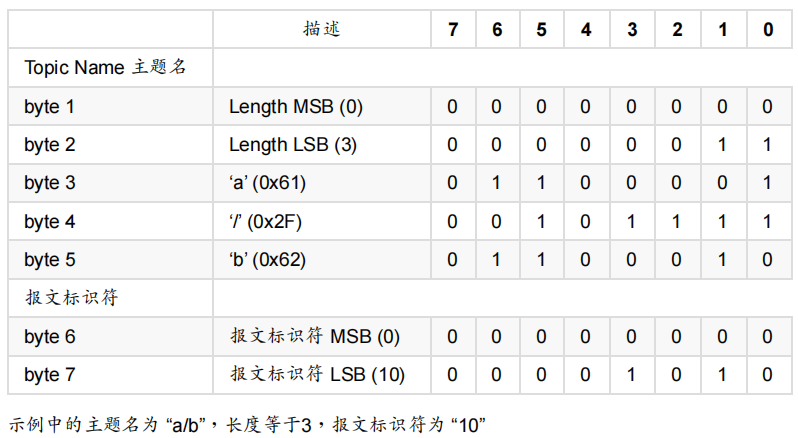 描述 7 6 5 4 3 2 1 0
Topic Name 主题名
byte 1 Length MSB (0) 0 0 0 0 0 0 0 0
byte 2 Length LSB (3) 0 0 0 0 0 0 1 1
byte 3 ‘a’ (0x61) 0 1 1 0 0 0 0 1
byte 4 ‘/’ (0x2F) 0 0 1 0 1 1 1 1
byte 5 ‘b’ (0x62) 0 1 1 0 0 0 1 0
报文标识符
byte 6 报文标识符 MSB (0) 0 0 0 0 0 0 0 0
byte 7 报文标识符 LSB (10) 0 0 0 0 1 0 1 0
示例中的主题名为 “a/b”，长度等于3，报文标识符为 “10”